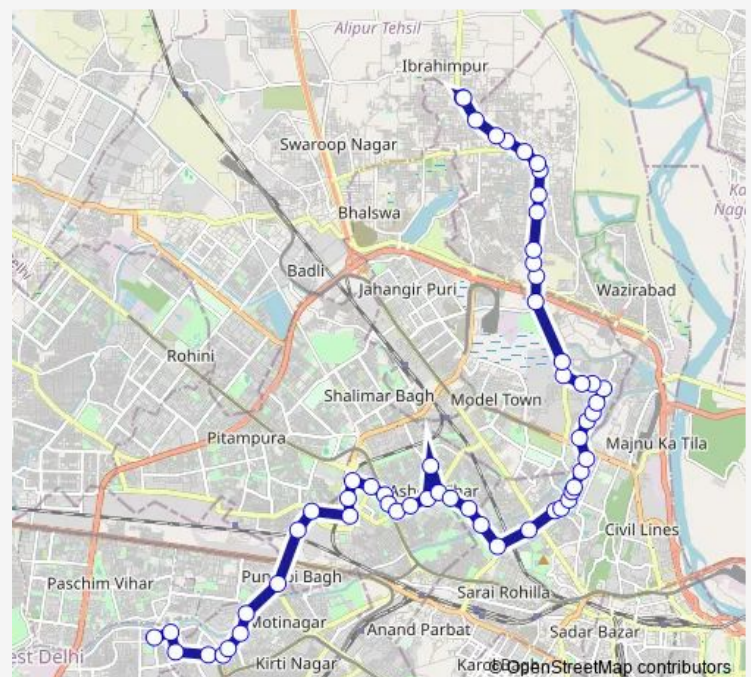 Alipur Tehsil
Ibrahimpur
Swaroop Nagar
Bhalswa
Badli
Jahangir Puri
Wazirabad
Rohini
Shalimar Bagh
Model Town
Pitampura
Majnu Ka Tila
Civil Lines
Paschim Vihar
Sarai Rohilla
Motinagar
Anand Parbat
Sadar Bazar
Kirti Nagar
© OpenStreetMap contributors